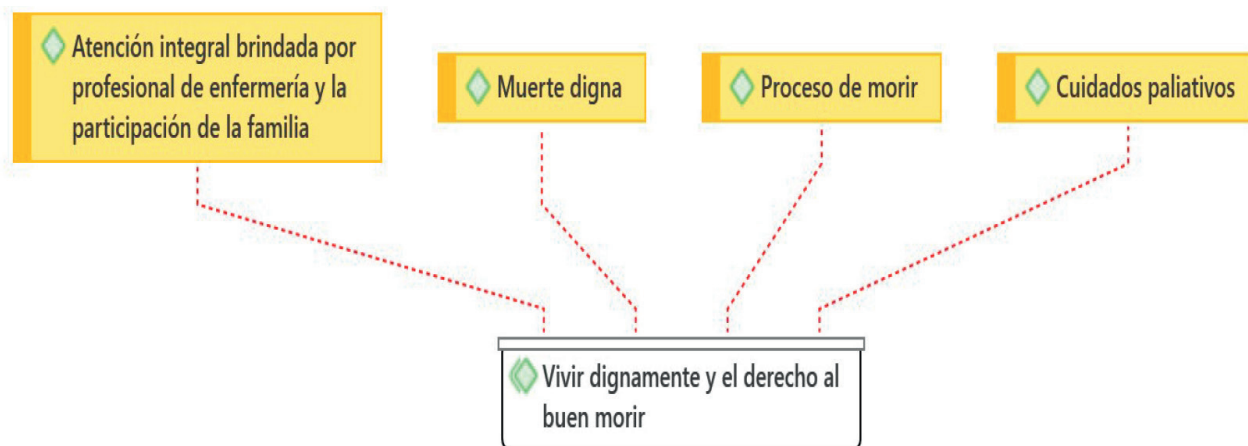 Atención integral brindada por
profesional de enfermería y la
participación de la familia
Muerte digna
Proceso de morir
Cuidados paliativos
Vivir dignamente y el derecho al
buen morir